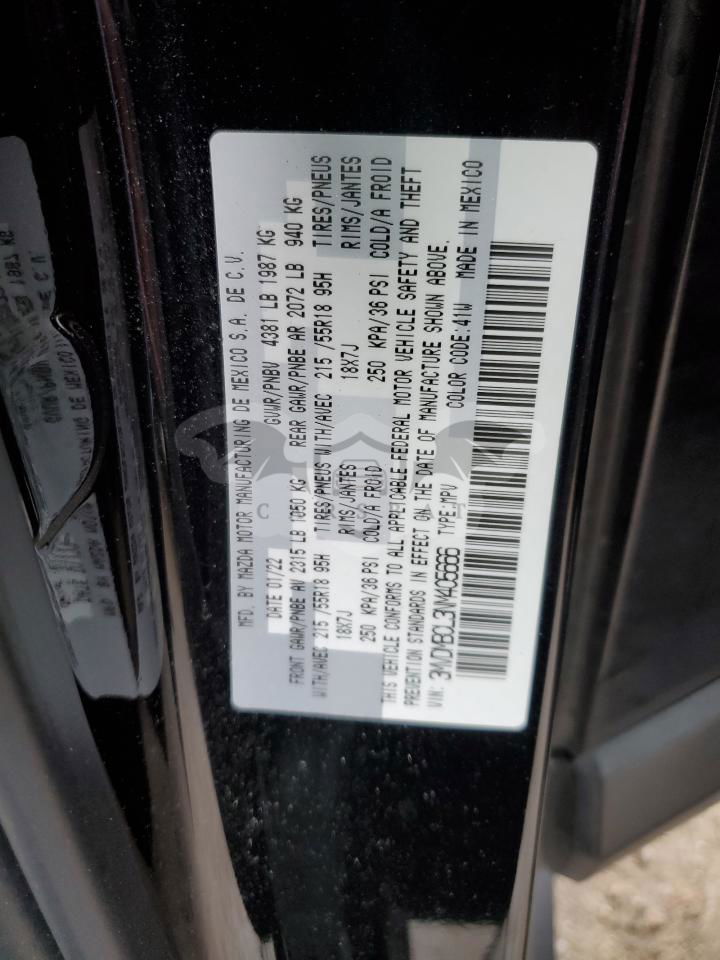 MFD. BY MAZDA MOTOR MANUFACTURING DE MEXICO S.A. DE C.V.
DATE 01/22 GVWR/PNBV 4381 LB 1987 KG
FRONT GAWR/PNBE AV 2315 LB 1050 KG REAR GAWR/PNBE AR 2072 LB 940 KG
WITH/AVEC 215 /55R18 95H TIRES/PNEUS WITH/AVEC 215 /55R18 95H TIRES/PNEUS
18X7J RIMS/JANTES 18X7J RIMS/JANTES
250 KPA/36 PSI COLD/A FROID 250 KPA/36 PSI COLD/A FROID
THIS VEHICLE CONFORMS TO ALL APPLICABLE FEDERAL MOTOR VEHICLE SAFETY AND THEFT
PREVENTION STANDARDS IN EFFECT ON THE DATE OF MANUFACTURE SHOWN ABOVE.
VIN: 3MVDMBCL3NM405666 TYPE:MPV COLOR CODE:41W MADE IN MEXICO